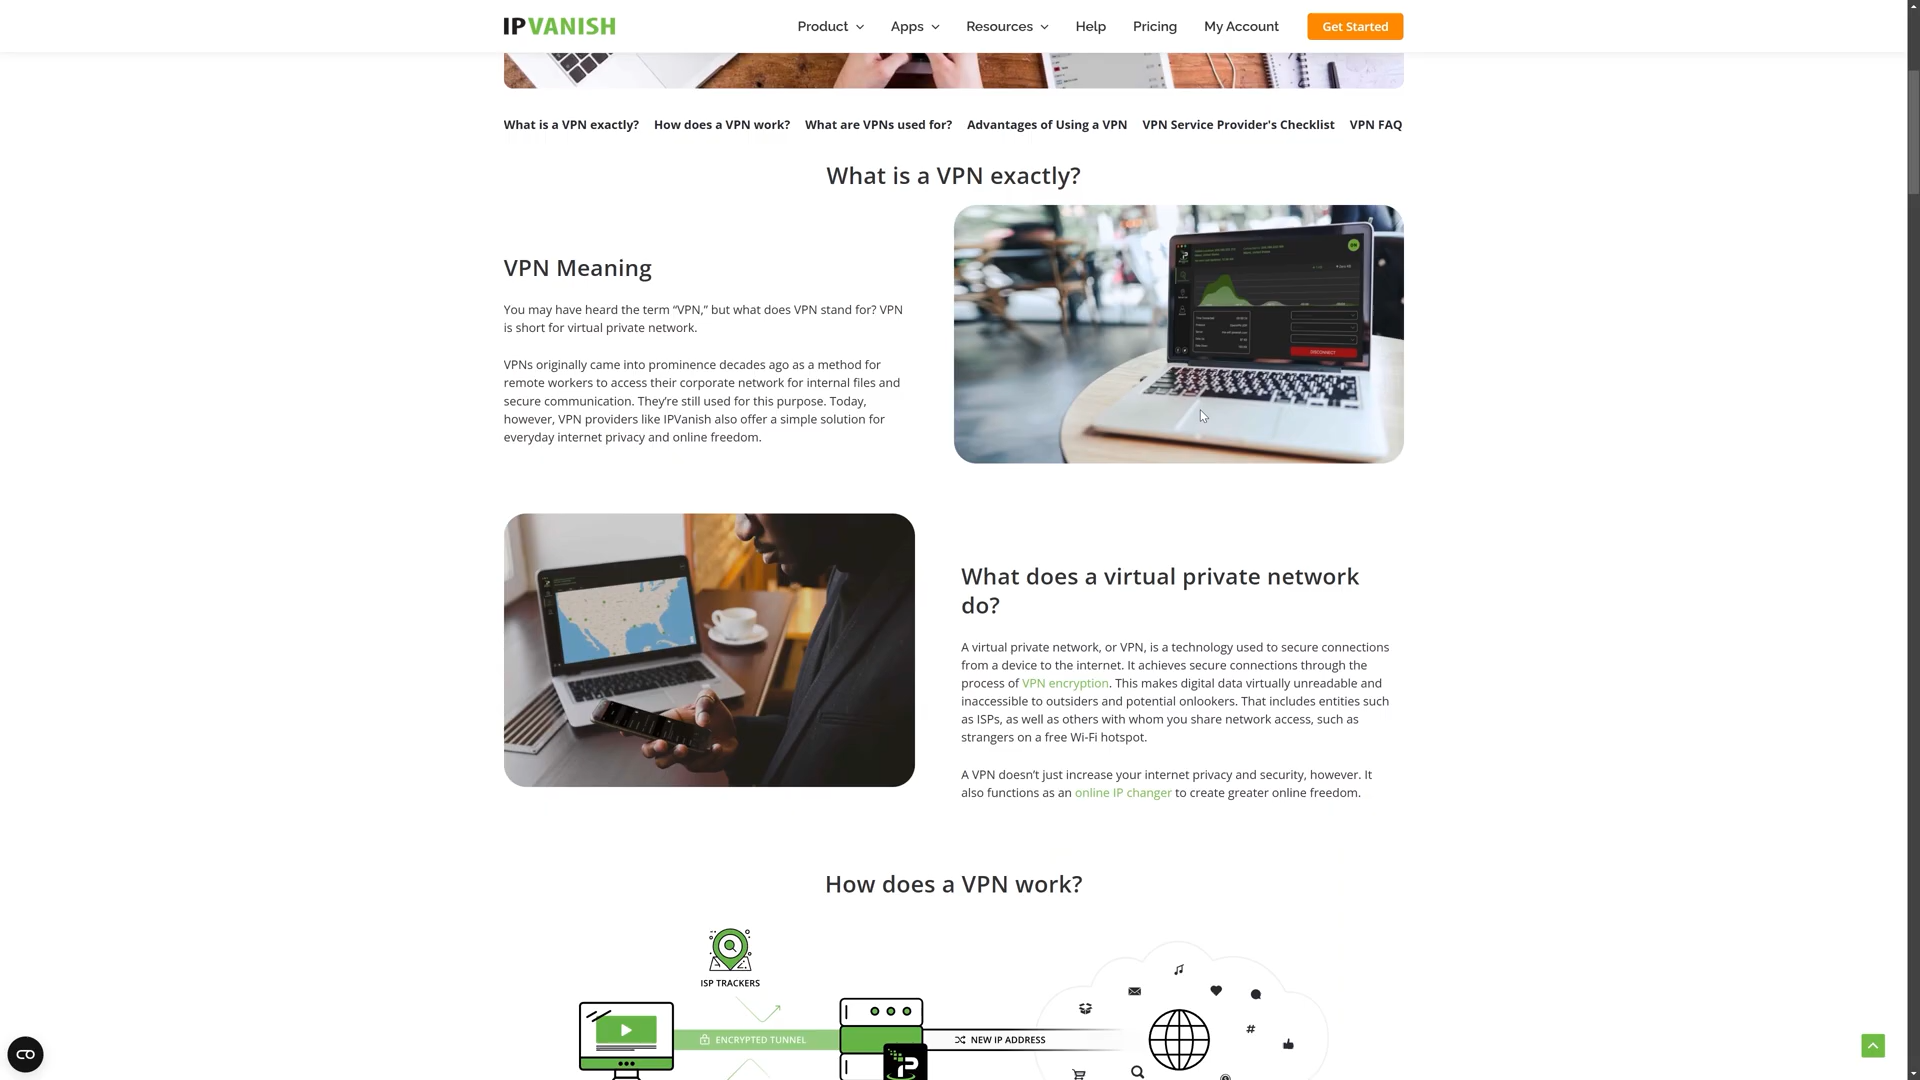 IPVANISH
Product Apps Resources Help Pricing My Account Get Started
What is a VPN exactly? How does a VPN work? What are VPNs used for? Advantages of Using a VPN VPN Service Provider's Checklist VPN FAQ
What is a VPN exactly?
VPN Meaning
You may have heard the term “VPN,” but what does VPN stand for? VPN
is short for virtual private network.
VPNs originally came into prominence decades ago as a method for
remote workers to access their corporate network for internal files and
secure communication. They’re still used for this purpose. Today,
however, VPN providers like IPVanish also offer a simple solution for
everyday internet privacy and online freedom.
DISCONNECT
What does a virtual private network
do?
A virtual private network, or VPN, is a technology used to secure connections
from a device to the internet. It achieves secure connections through the
process of VPN encryption. This makes digital data virtually unreadable and
inaccessible to outsiders and potential onlookers. That includes entities such
as ISPs, as well as others with whom you share network access, such as
strangers on a free Wi-Fi hotspot.
A VPN doesn’t just increase your internet privacy and security, however. It
also functions as an online IP changer to create greater online freedom.
How does a VPN work?
ISP TRACKERS
ENCRYPTED TUNNEL
NEW IP ADDRESS
#